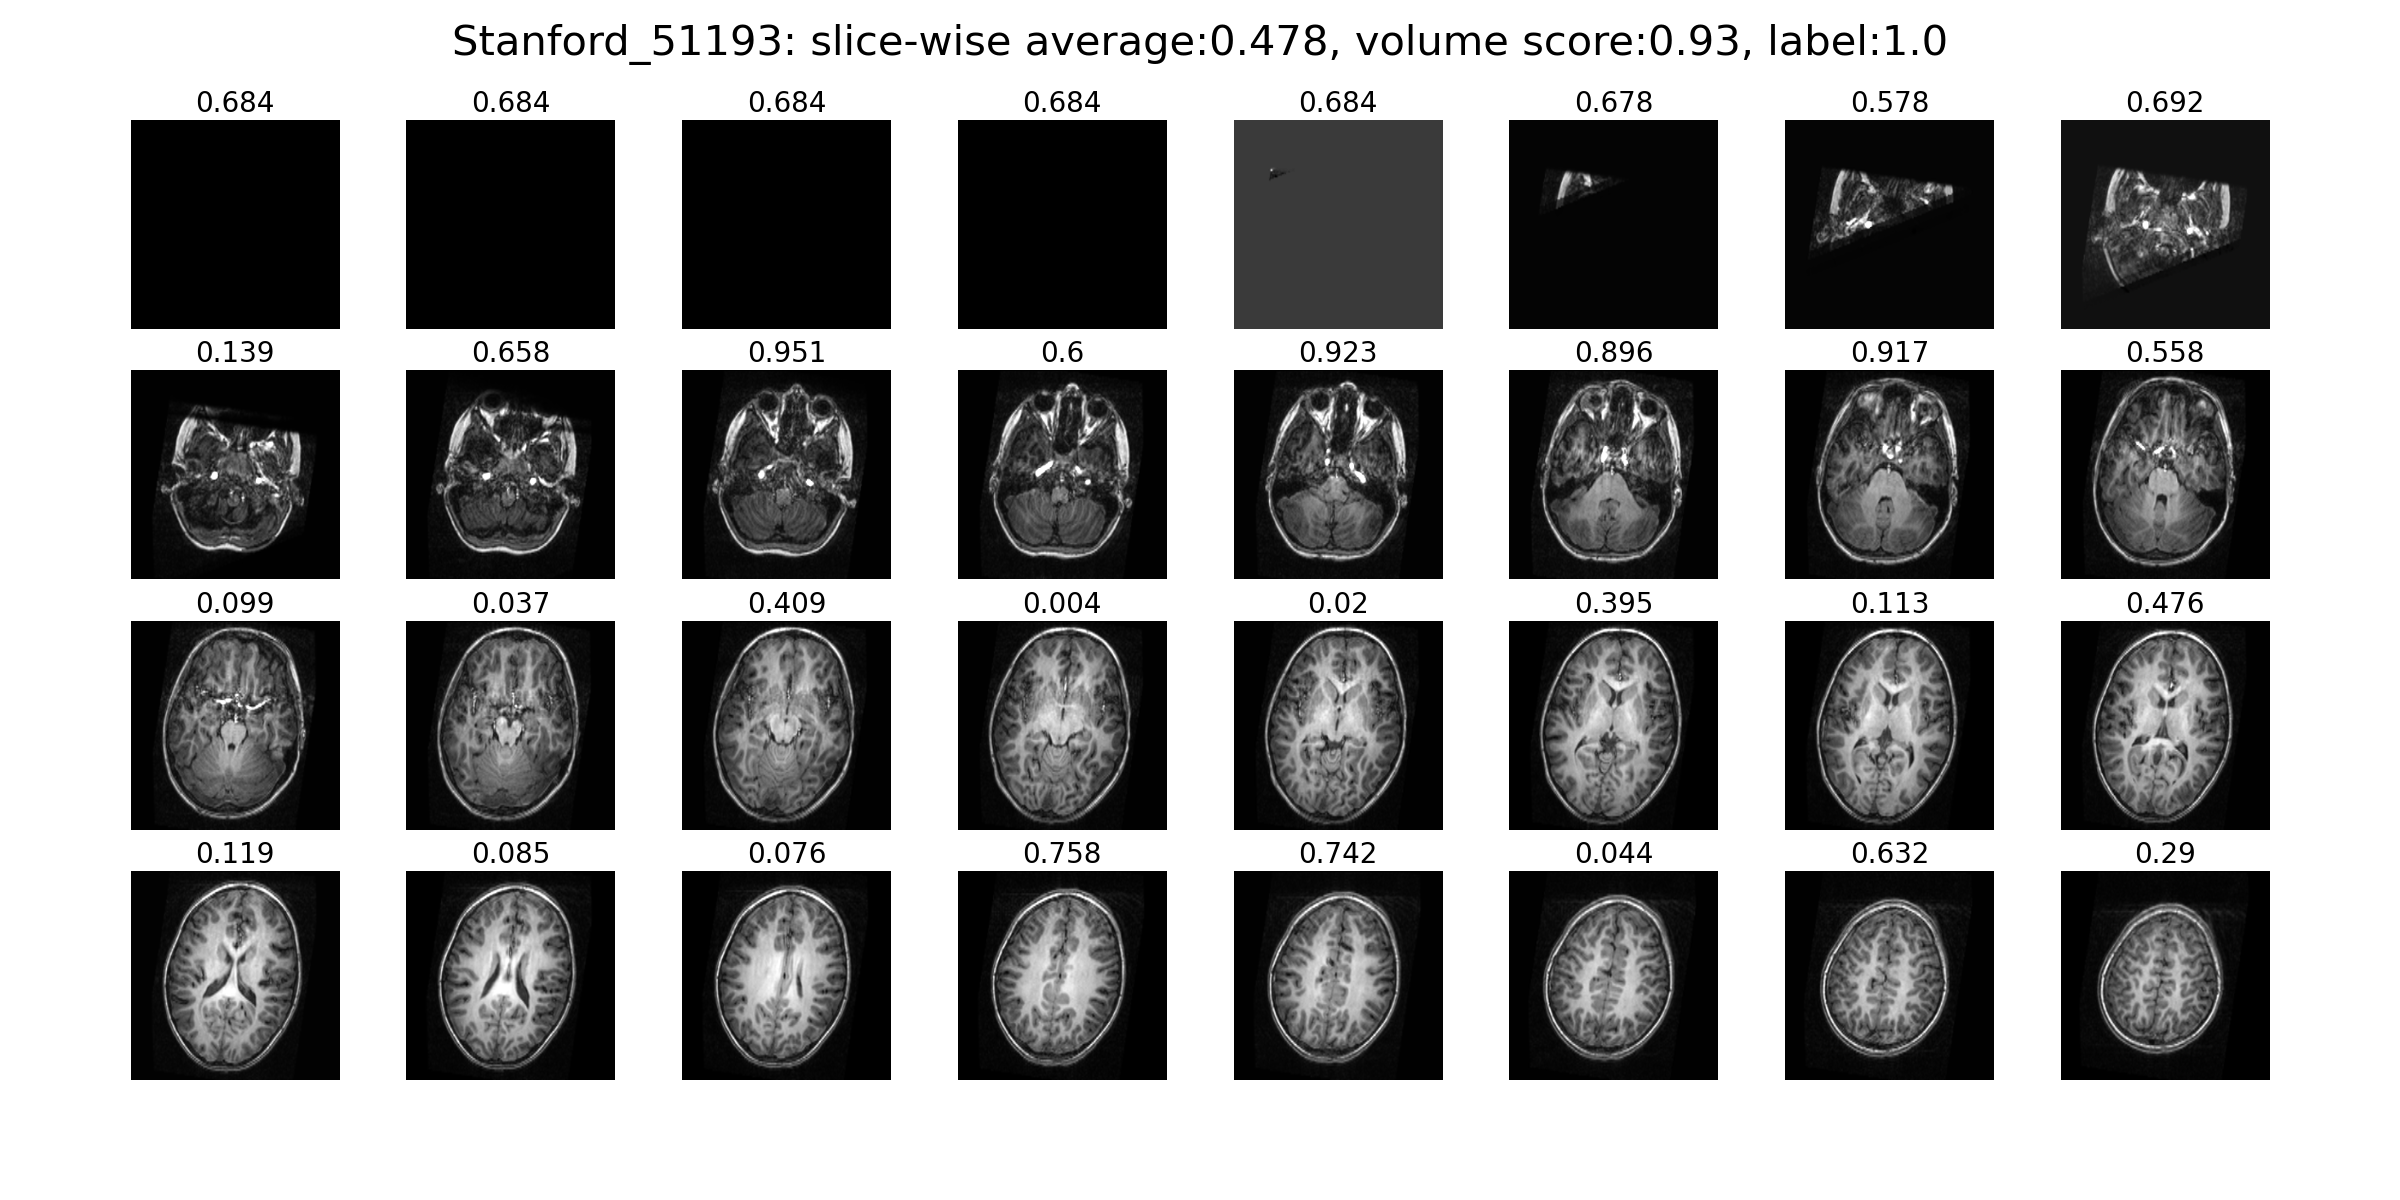 Stanford_51193: slice-wise average:0.478, volume score:0.93, label:1.0
0.684 0.684 0.684 0.684 0.684 0.678 0.578 0.692
0.139 0.658 0.951 0.6 0.923 0.896 0.917 0.558
0.099 0.037 0.409 0.004 0.02 0.395 0.113 0.476
0.119 0.085 0.076 0.758 0.742 0.044 0.632 0.29